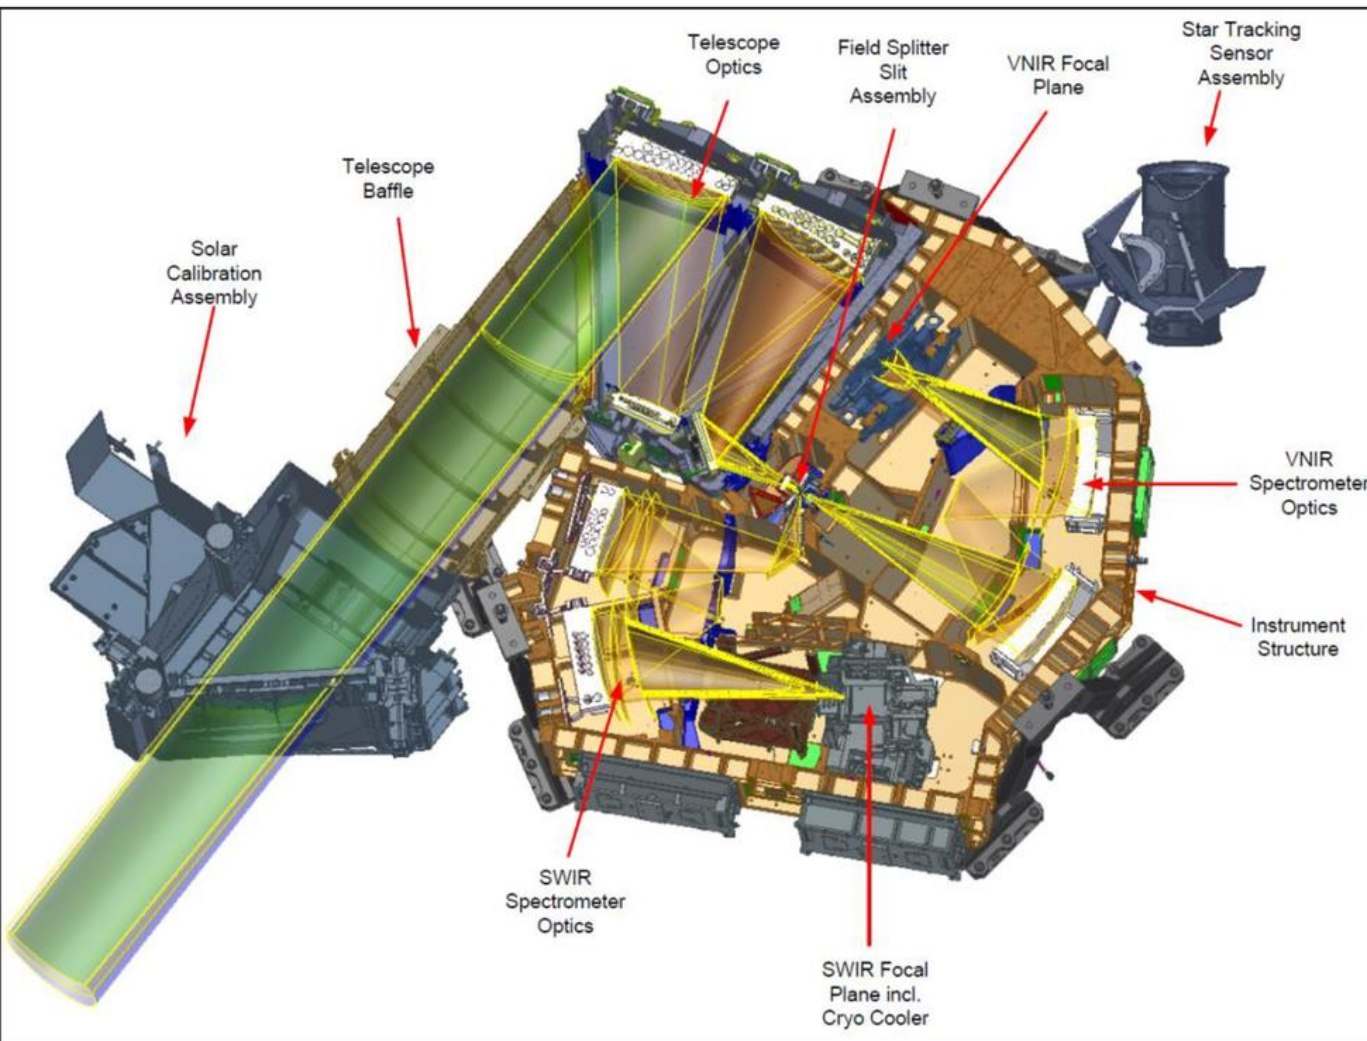 Telescope
Optics
Field Splitter
Slit
Assembly
VNIR Focal
Plane
Star Tracking
Sensor
Assembly
Telescope
Baffle
Solar
Calibration
Assembly
VNIR
Spectrometer
Optics
Instrument
Structure
SWIR
Spectrometer
Optics
SWIR Focal
Plane incl.
Cryo Cooler